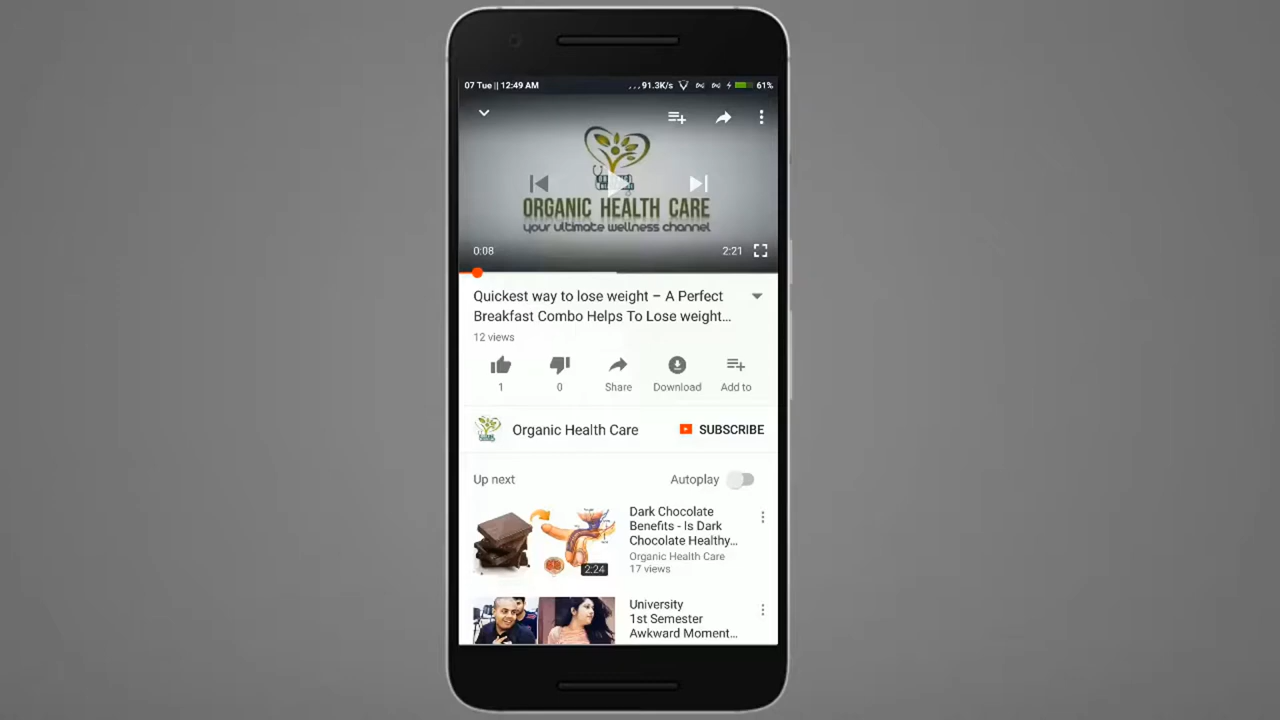 07 Tue || 12:49 AM
...91.3K/s 61%
ORGANIC HEALTH CARE
your ultimate wellness channel
0:08
2:21
Quickest way to lose weight – A Perfect
Breakfast Combo Helps To Lose weight...
12 views
1
0
Share
Download
Add to
Organic Health Care
SUBSCRIBE
Up next
Autoplay
Dark Chocolate
Benefits - Is Dark
Chocolate Healthy...
Organic Health Care
17 views
2:24
University
1st Semester
Awkward Moment...